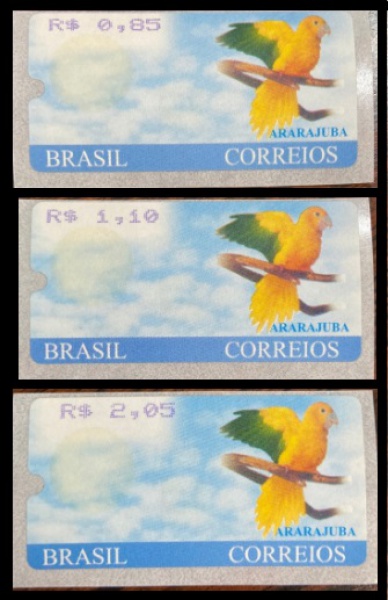 R$ 0,85
ARARAJUBA
BRASIL CORREIOS
R$ 1,10
ARARAJUBA
BRASIL CORREIOS
R$ 2,05
ARARAJUBA
BRASIL CORREIOS